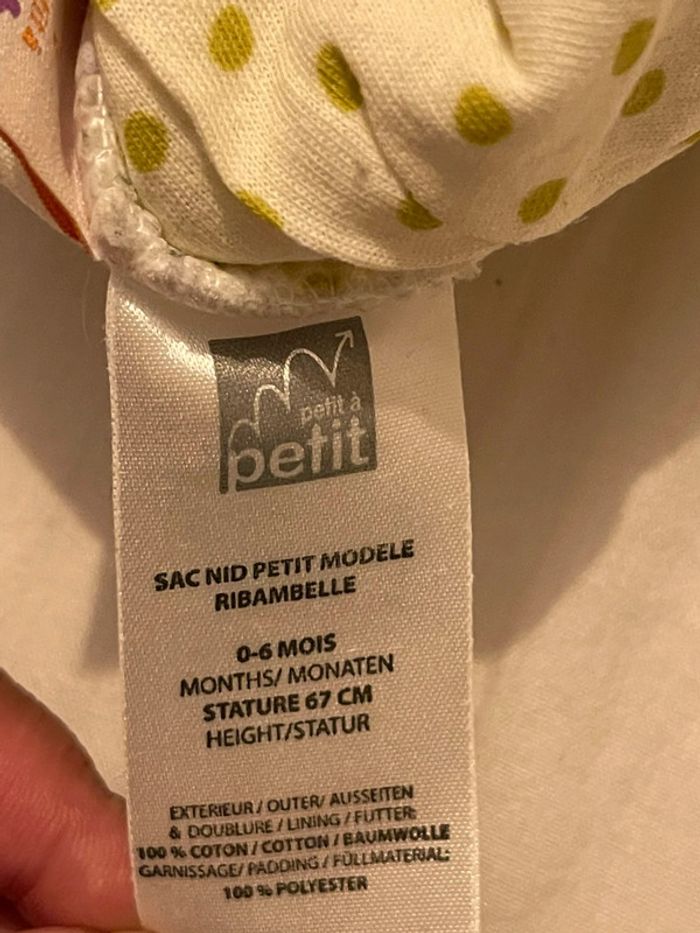 petit à
petit
SAC NID PETIT MODELE
RIBAMBELLE
0-6 MOIS
MONTHS/ MONATEN
STATURE 67 CM
HEIGHT/STATUR
EXTERIEUR / OUTER/ AUSSEITEN
& DOUBLURE / LINING / FUTTER:
100 % COTON / COTTON / BAUMWOLLE
GARNISSAGE/ PADDING / FÜLLMATERIAL:
100 % POLYESTER